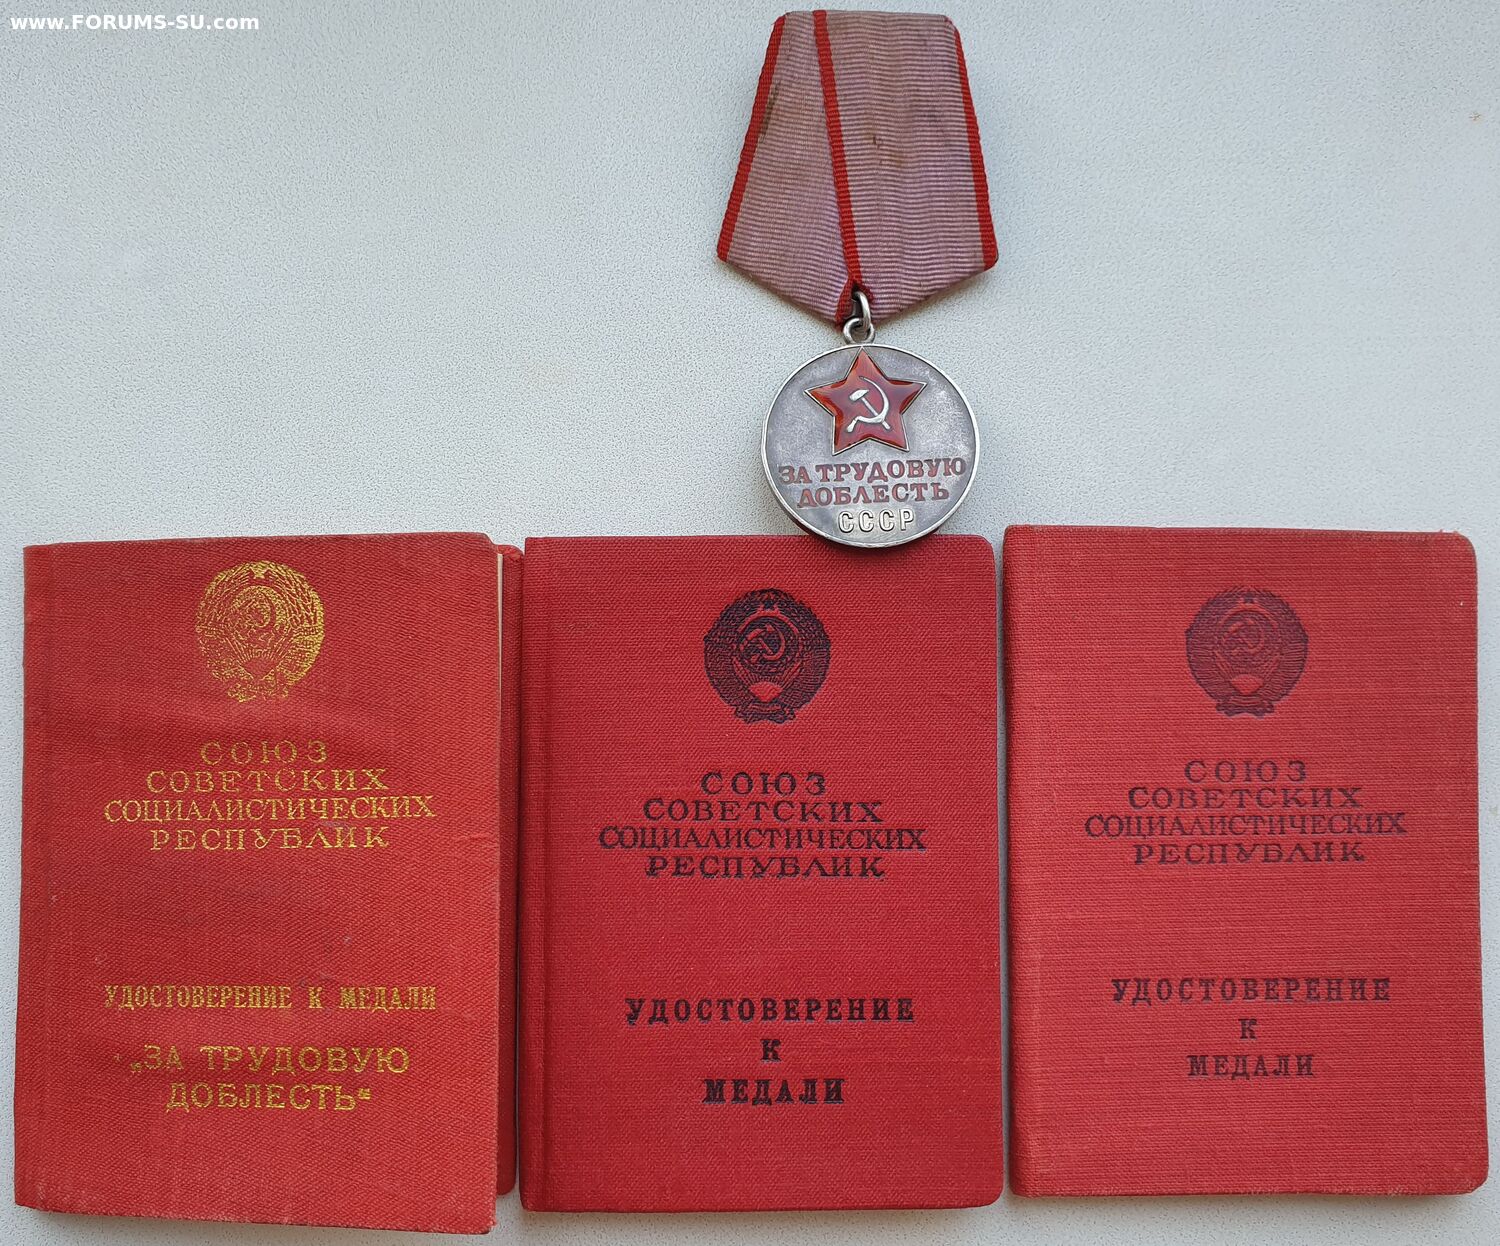 www.FORUMS-SU.com
ЗА ТРУДОВУЮ
ДОБЛЕСТЬ
СССР
СОЮЗ
СОВЕТСКИХ
СОЦИАЛИСТИЧЕСКИХ
РЕСПУБЛИК
УДОСТОВЕРЕНИЕ К МЕДАЛИ
„ЗА ТРУДОВУЮ
ДОБЛЕСТЬ“
СОЮЗ
СОВЕТСКИХ
СОЦИАЛИСТИЧЕСКИХ
РЕСПУБЛИК
УДОСТОВЕРЕНИЕ
К
МЕДАЛИ
СОЮЗ
СОВЕТСКИХ
СОЦИАЛИСТИЧЕСКИХ
РЕСПУБЛИК
УДОСТОВЕРЕНИЕ
К
МЕДАЛИ